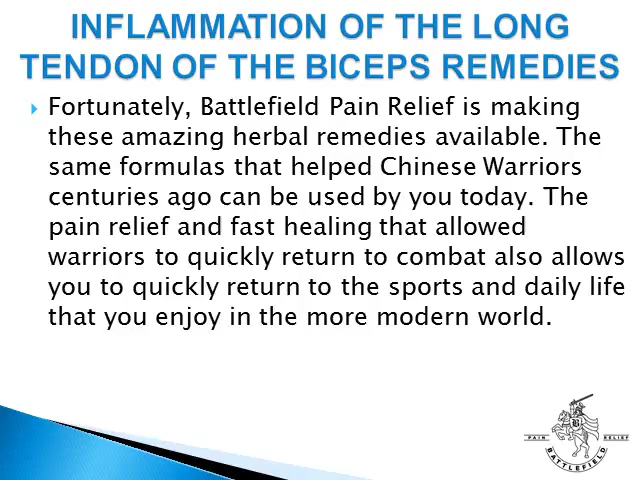 INFLAMMATION OF THE LONG
TENDON OF THE BICEPS REMEDIES
Fortunately, Battlefield Pain Relief is making
these amazing herbal remedies available. The
same formulas that helped Chinese Warriors
centuries ago can be used by you today. The
pain relief and fast healing that allowed
warriors to quickly return to combat also allows
you to quickly return to the sports and daily life
that you enjoy in the more modern world.
B
PAIN RELIEF
BATTLEFIELD